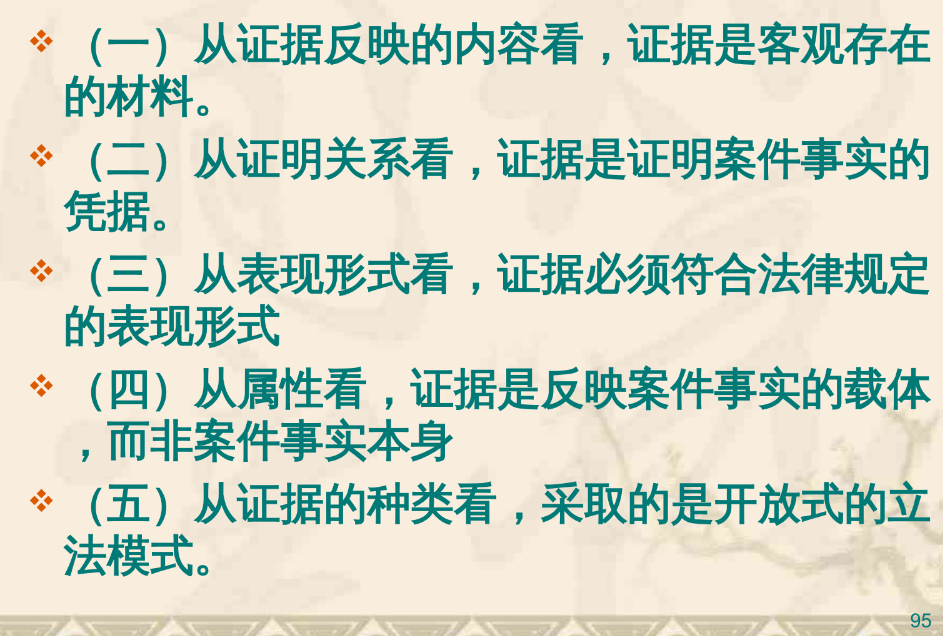 （一）从证据反映的内容看，证据是客观存在
的材料。
（二）从证明关系看，证据是证明案件事实的
凭据。
（三）从表现形式看，证据必须符合法律规定
的表现形式
（四）从属性看，证据是反映案件事实的载体
，而非案件事实本身
（五）从证据的种类看，采取的是开放式的立
法模式。
95